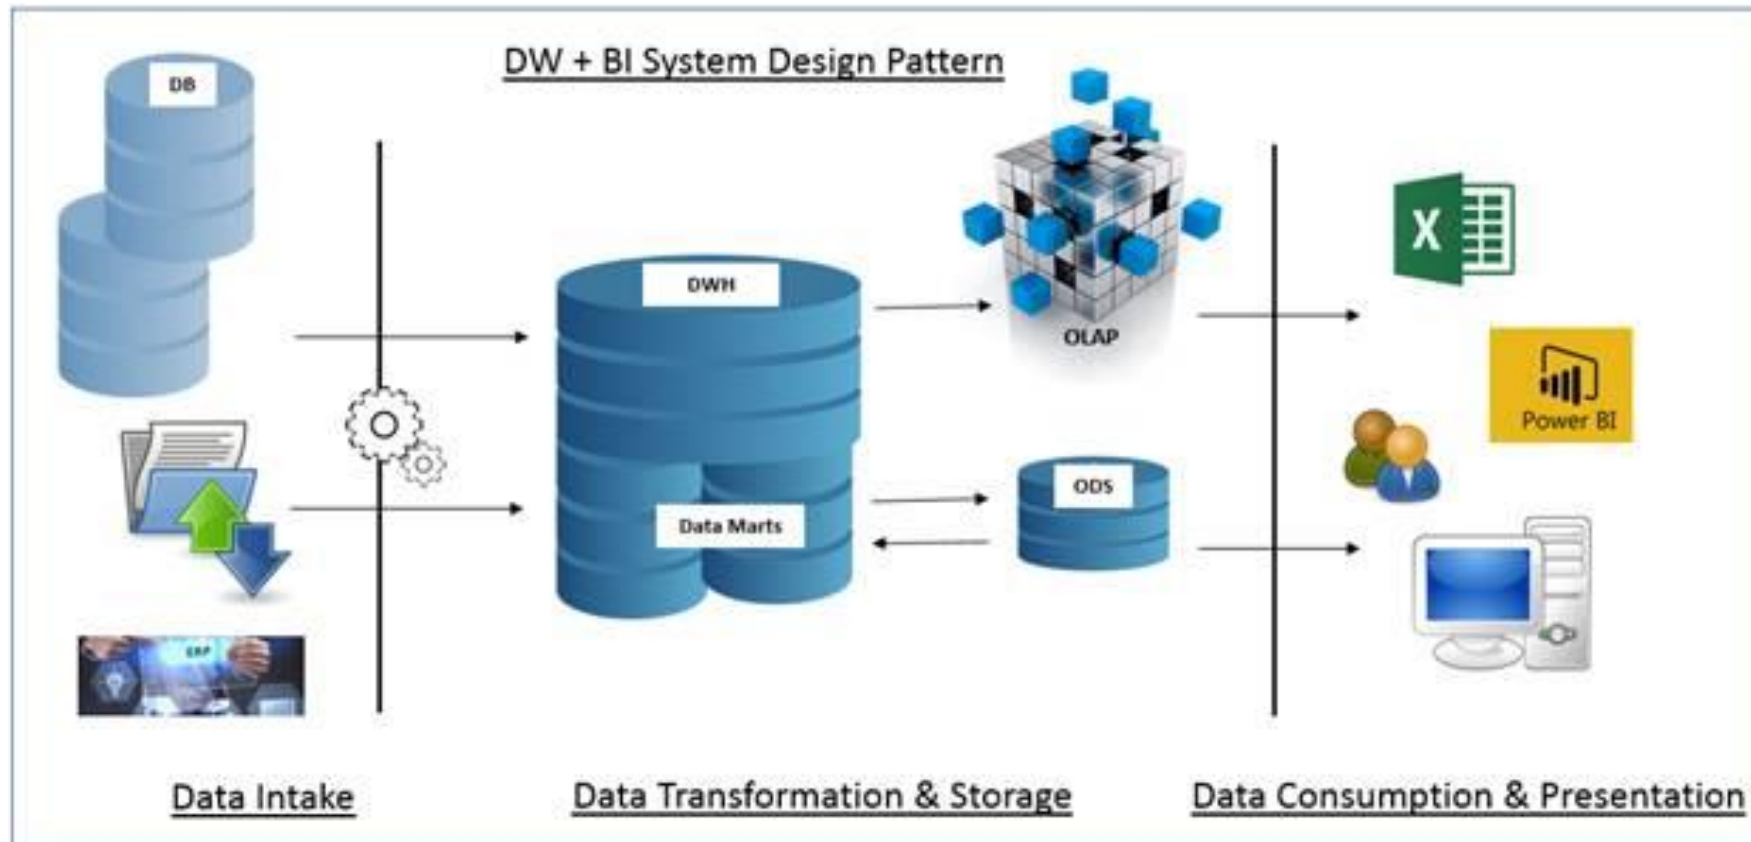 DW + BI System Design Pattern
DB
DWH
Data Marts
OLAP
ODS
ERP
X
Power BI
Data Intake
Data Transformation & Storage
Data Consumption & Presentation